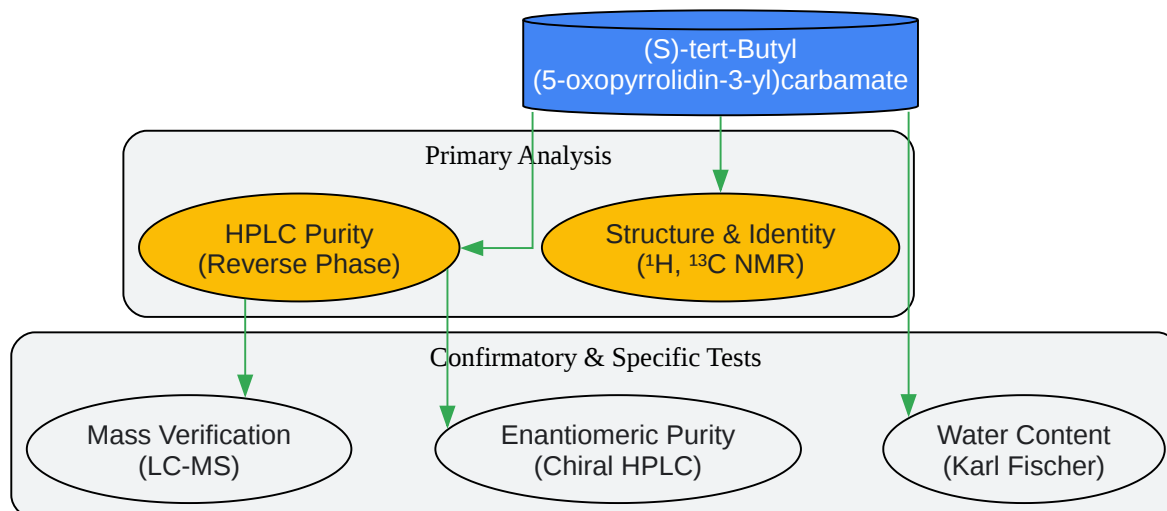 (S)-tert-Butyl
(5-oxopyrrolidin-3-yl)carbamate
Primary Analysis
HPLC Purity
(Reverse Phase)
Structure & Identity
(¹H, ¹³C NMR)
Confirmatory & Specific Tests
Mass Verification
(LC-MS)
Enantiomeric Purity
(Chiral HPLC)
Water Content
(Karl Fischer)